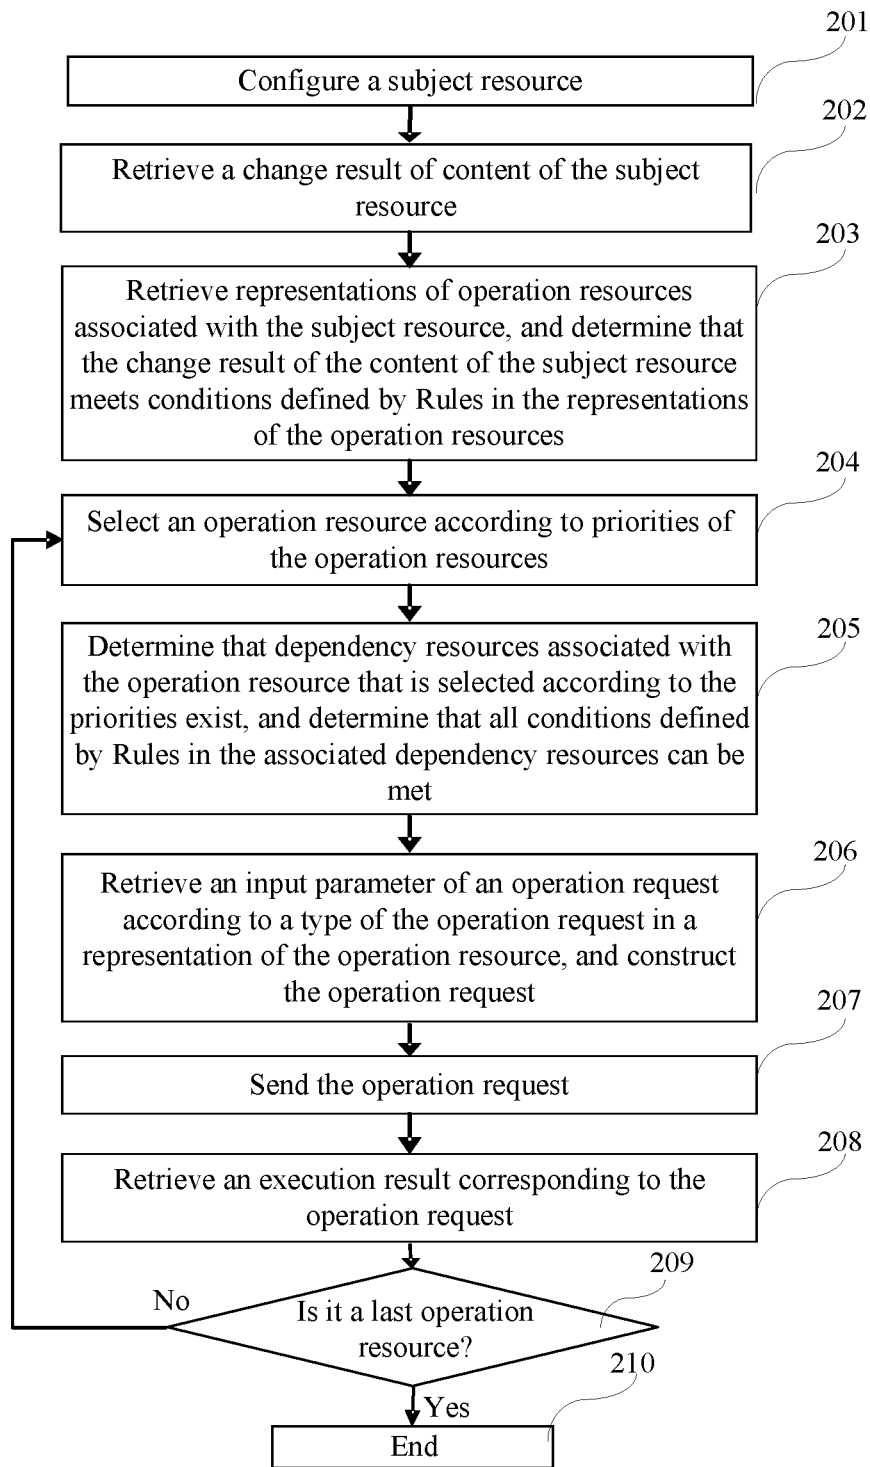 201
Configure a subject resource
202
Retrieve a change result of content of the subject
resource
203
Retrieve representations of operation resources
associated with the subject resource, and determine that
the change result of the content of the subject resource
meets conditions defined by Rules in the representations
of the operation resources
204
Select an operation resource according to priorities of
the operation resources
205
Determine that dependency resources associated with
the operation resource that is selected according to the
priorities exist, and determine that all conditions defined
by Rules in the associated dependency resources can be
met
206
Retrieve an input parameter of an operation request
according to a type of the operation request in a
representation of the operation resource, and construct
the operation request
207
Send the operation request
208
Retrieve an execution result corresponding to the
operation request
209
No
Is it a last operation
resource?
210
Yes
End